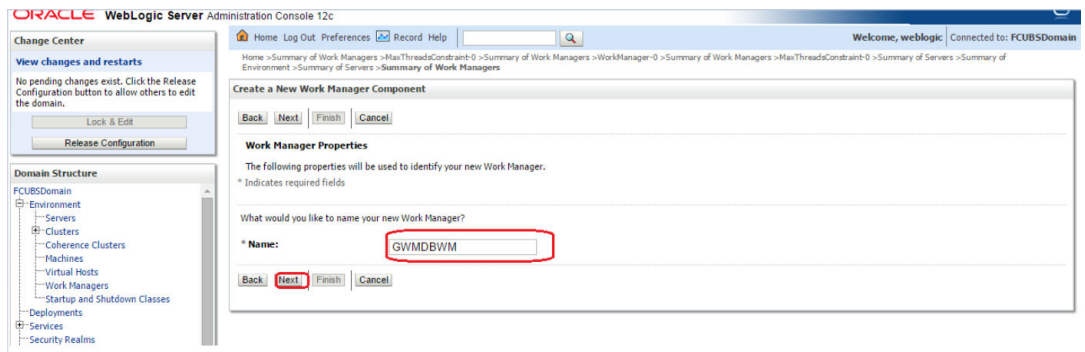 ORACLE WebLogic Server Administration Console 12c
Change Center
View changes and restarts
No pending changes exist. Click the Release
Configuration button to allow others to edit
the domain.
Lock & Edit
Release Configuration
Domain Structure
FCUBSDomain
Environment
Servers
Clusters
Coherence Clusters
Machines
Virtual Hosts
Work Managers
Startup and Shutdown Classes
Deployments
Services
Security Realms
Home Log Out Preferences Record Help
Welcome, weblogic Connected to: FCUBSDomain
Home >Summary of Work Managers >MaxThreadsConstraint-0 >Summary of Work Managers >WorkManager-0 >Summary of Work Managers >MaxThreadsConstraint-0 >Summary of Servers >Summary of
Environment >Summary of Servers >Summary of Work Managers
Create a New Work Manager Component
Back Next Finish Cancel
Work Manager Properties
The following properties will be used to identify your new Work Manager.
* Indicates required fields
What would you like to name your new Work Manager?
* Name: GWMDBWM
Back Next Finish Cancel